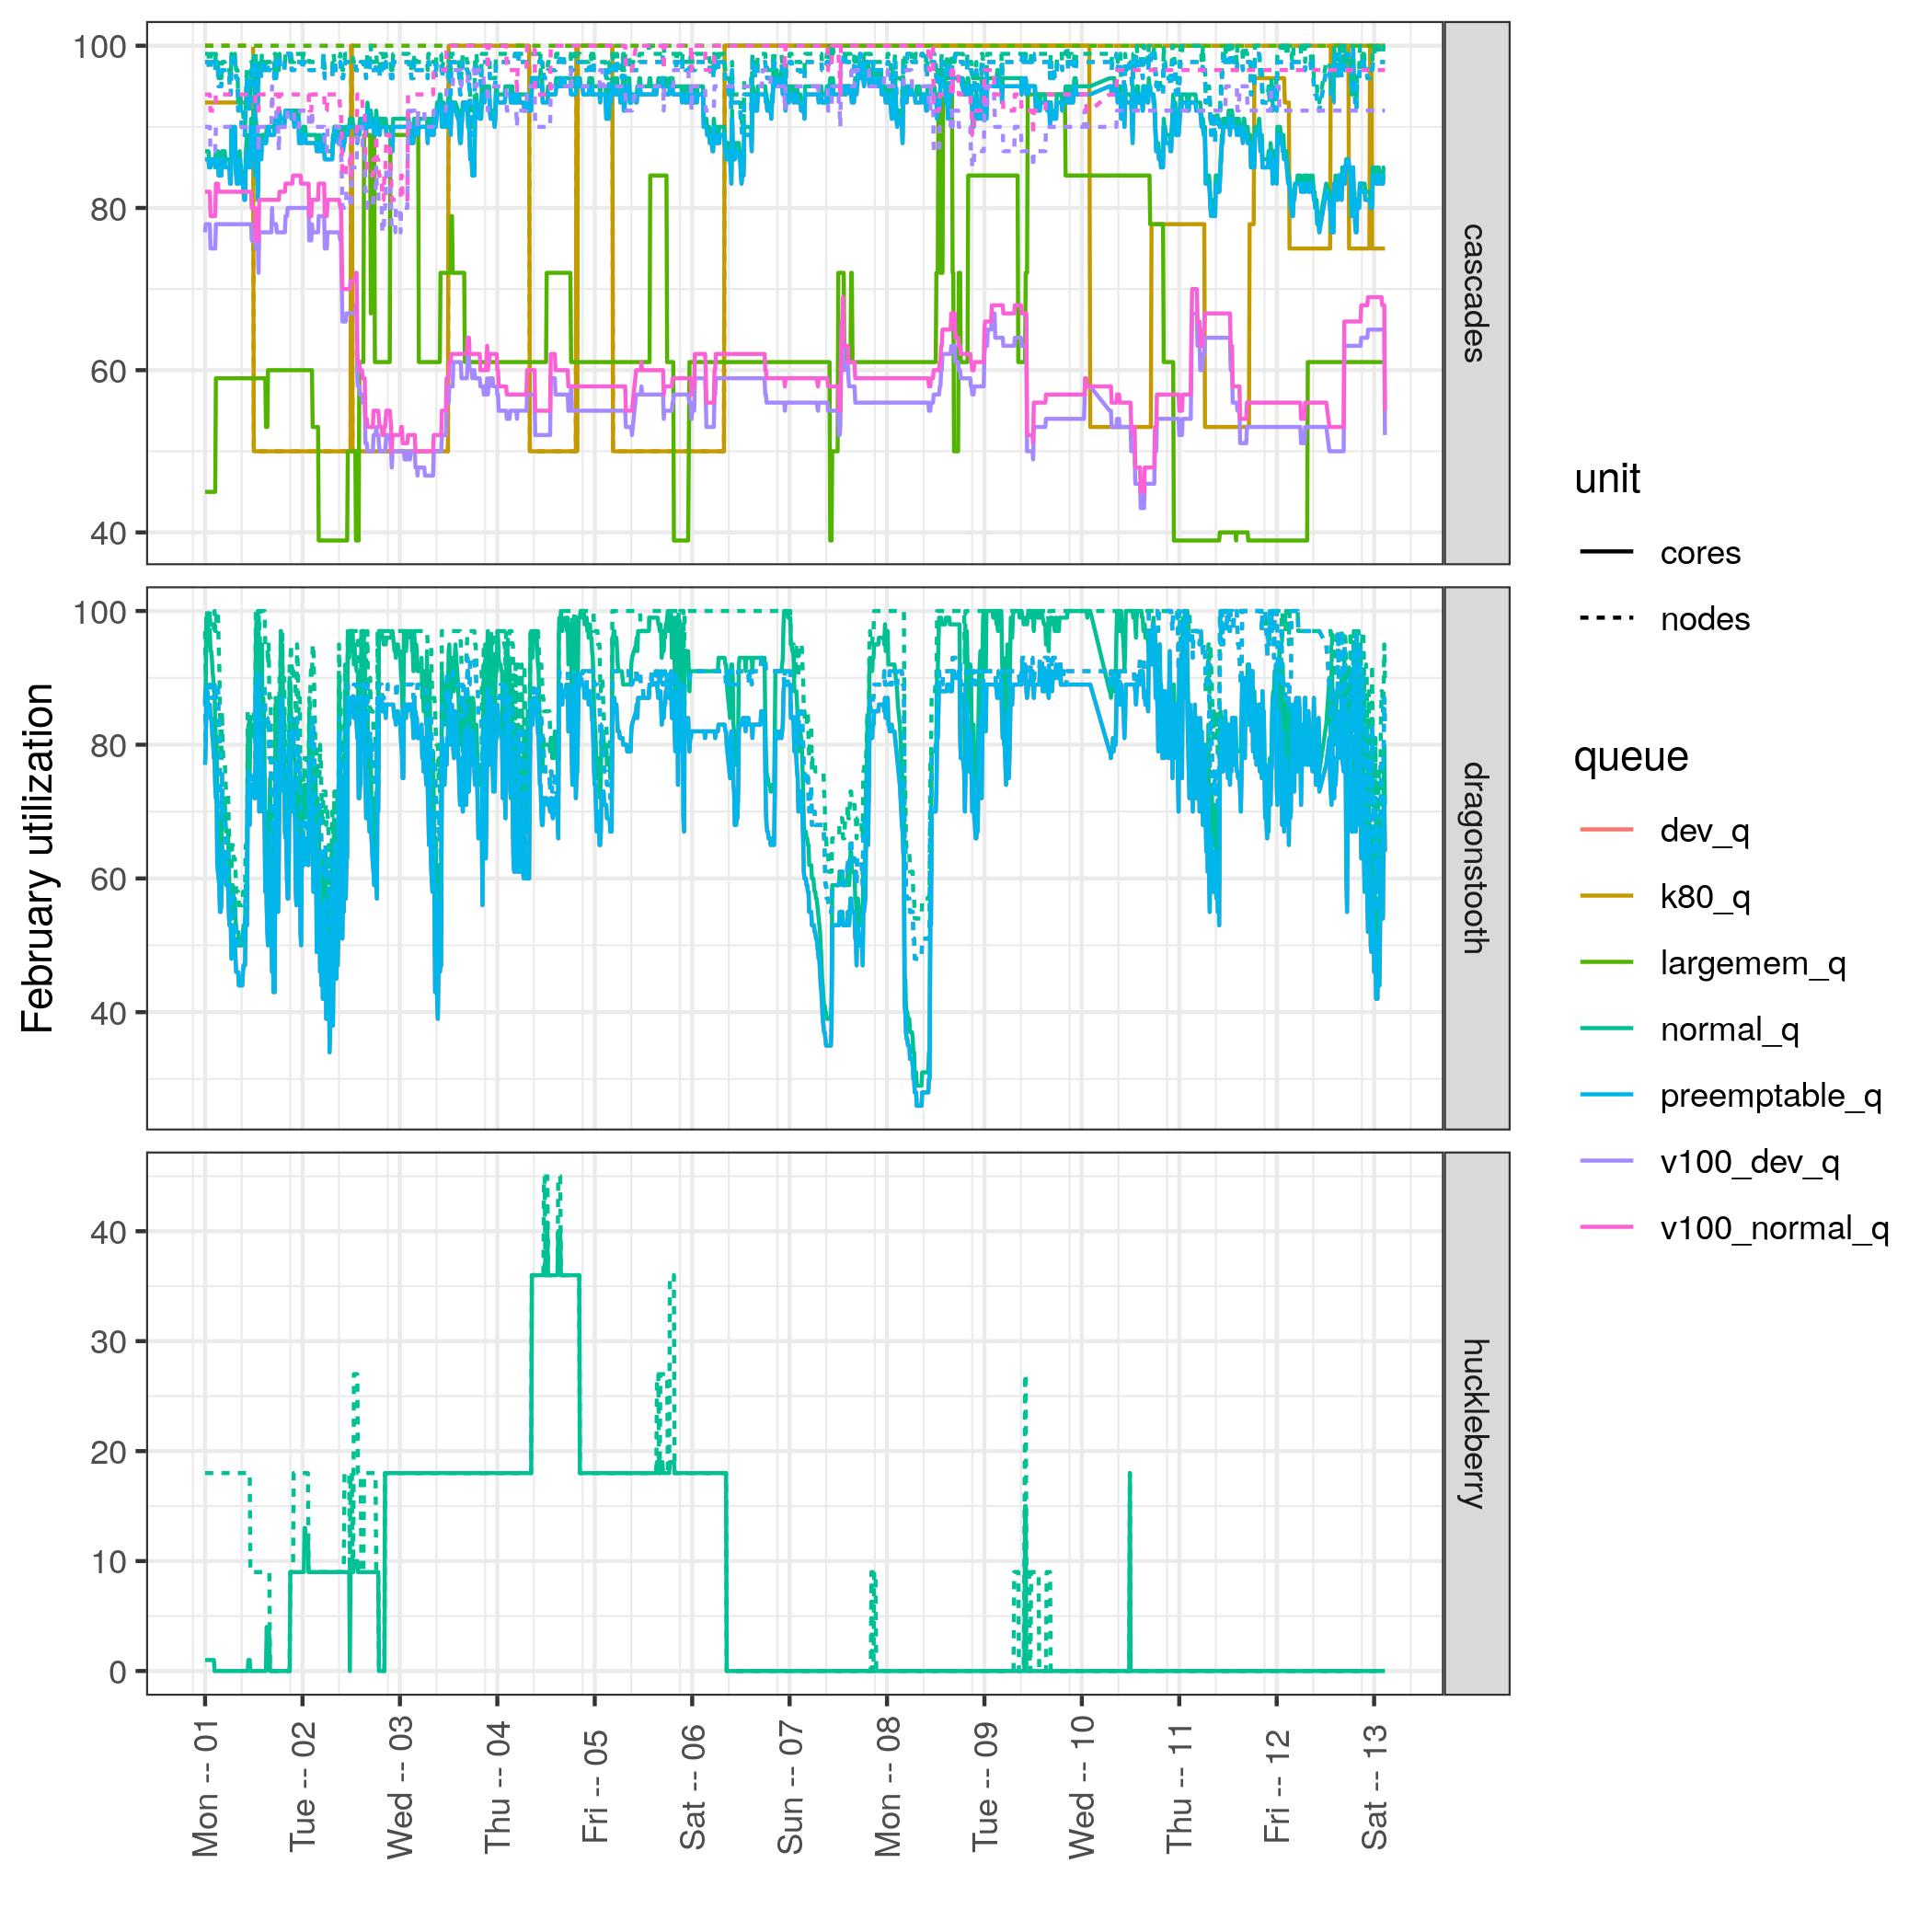 February utilization
100
80
60
40
cascades
100
80
60
40
dragonstooth
40
30
20
10
0
huckleberry
Mon -- 01
Tue -- 02
Wed -- 03
Thu -- 04
Fri -- 05
Sat -- 06
Sun -- 07
Mon -- 08
Tue -- 09
Wed -- 10
Thu -- 11
Fri -- 12
Sat -- 13
unit
cores
nodes
queue
dev_q
k80_q
largemem_q
normal_q
preemptable_q
v100_dev_q
v100_normal_q